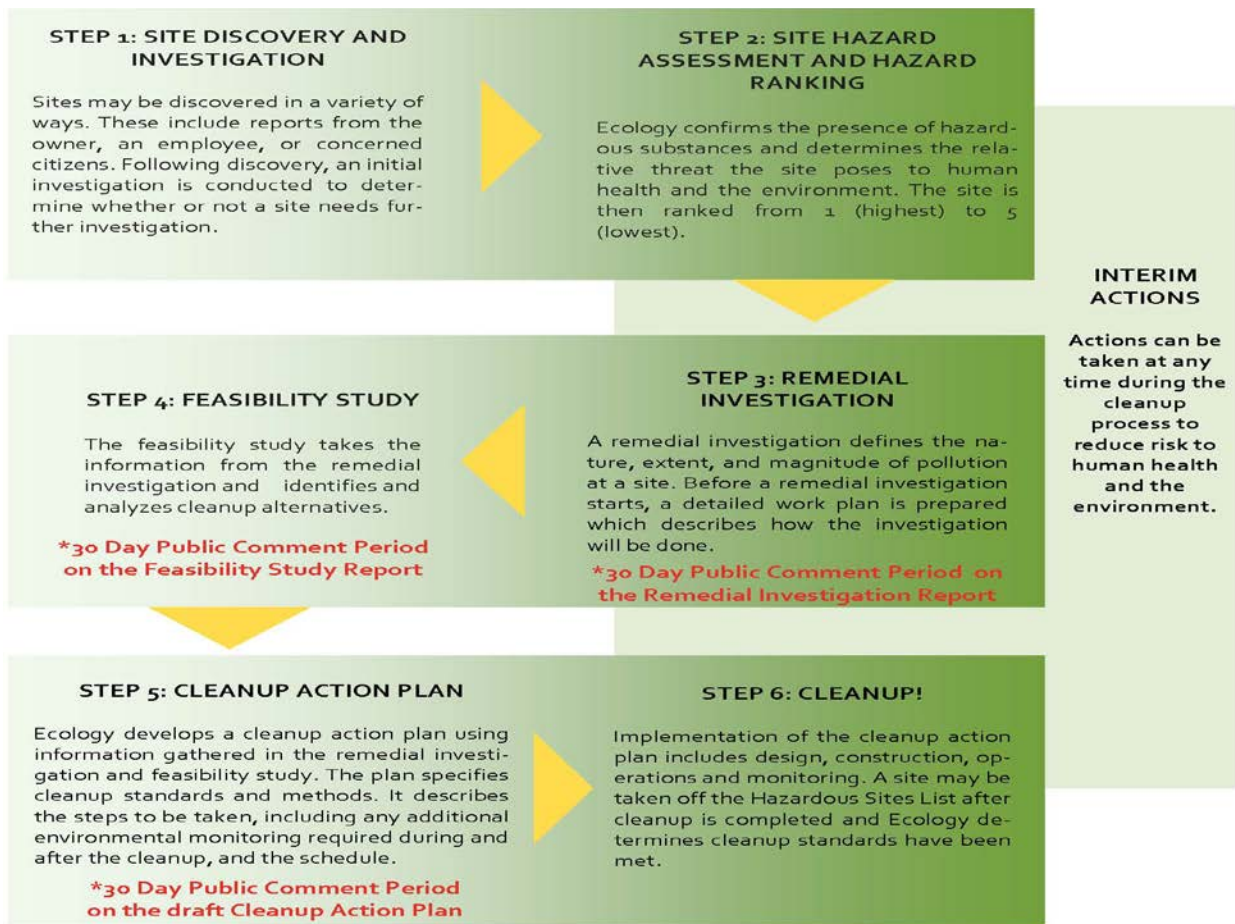 STEP 1: SITE DISCOVERY AND
INVESTIGATION
Sites may be discovered in a variety of
ways. These include reports from the
owner, an employee, or concerned
citizens. Following discovery, an initial
investigation is conducted to deter-
mine whether or not a site needs fur-
ther investigation.
STEP 2: SITE HAZARD
ASSESSMENT AND HAZARD
RANKING
Ecology confirms the presence of hazard-
ous substances and determines the rela-
tive threat the site poses to human
health and the environment. The site is
then ranked from 1 (highest) to 5
(lowest).
STEP 3: REMEDIAL
INVESTIGATION
A remedial investigation defines the na-
ture, extent, and magnitude of pollution
at a site. Before a remedial investigation
starts, a detailed work plan is prepared
which describes how the investigation
will be done.
*30 Day Public Comment Period on
the Remedial Investigation Report
STEP 4: FEASIBILITY STUDY
The feasibility study takes the
information from the remedial
investigation and identifies and
analyzes cleanup alternatives.
*30 Day Public Comment Period
on the Feasibility Study Report
STEP 5: CLEANUP ACTION PLAN
Ecology develops a cleanup action plan using
information gathered in the remedial investi-
gation and feasibility study. The plan specifies
cleanup standards and methods. It describes
the steps to be taken, including any additional
environmental monitoring required during and
after the cleanup, and the schedule.
*30 Day Public Comment Period
on the draft Cleanup Action Plan
STEP 6: CLEANUP!
Implementation of the cleanup action
plan includes design, construction, op-
erations and monitoring. A site may be
taken off the Hazardous Sites List after
cleanup is completed and Ecology de-
termines cleanup standards have been
met.
INTERIM
ACTIONS
Actions can be
taken at any
time during the
cleanup
process to
reduce risk to
human health
and the
environment.